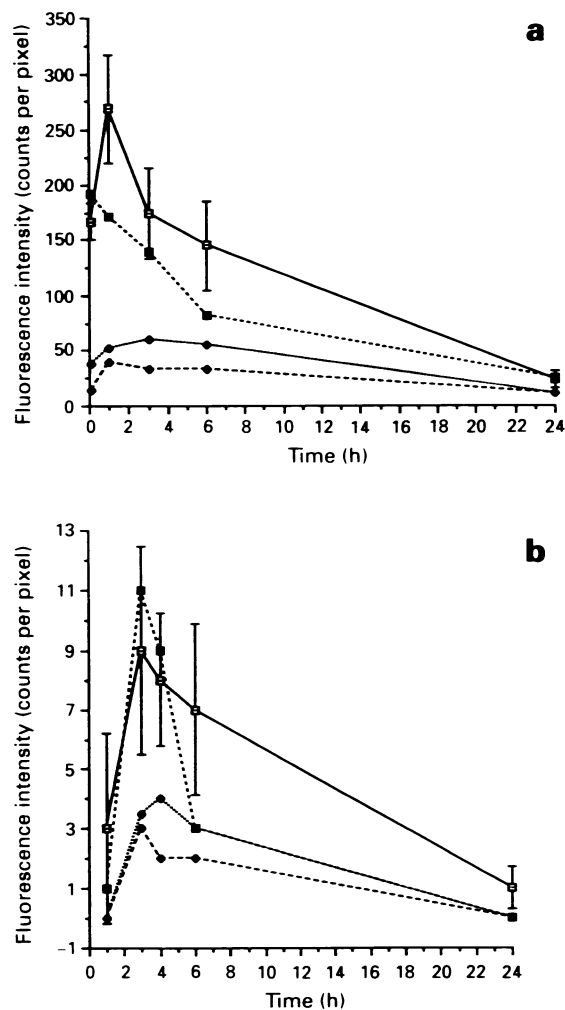 a
350
300
250
200
150
100
50
0
Fluorescence intensity (counts per pixel)
0 2 4 6 8 10 12 14 16 18 20 22 24
Time (h)
b
13
11
9
7
5
3
1
−1
Fluorescence intensity (counts per pixel)
0 2 4 6 8 10 12 14 16 18 20 22 24
Time (h)